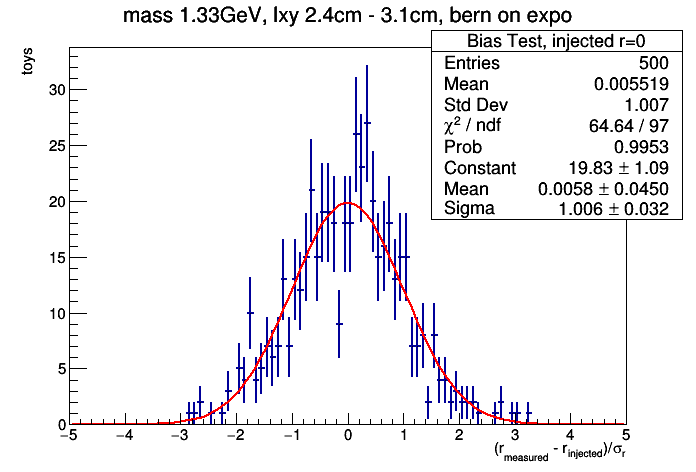 mass 1.33GeV, lxy 2.4cm - 3.1cm, bern on expo
Bias Test, injected r=0
Entries 500
Mean 0.005519
Std Dev 1.007
χ² / ndf 64.64 / 97
Prob 0.9953
Constant 19.83 ± 1.09
Mean 0.0058 ± 0.0450
Sigma 1.006 ± 0.032
toys
30
25
20
15
10
5
0
−5 −4 −3 −2 −1 0 1 2 3 4 5
(r_measured - r_injected)/σ_r